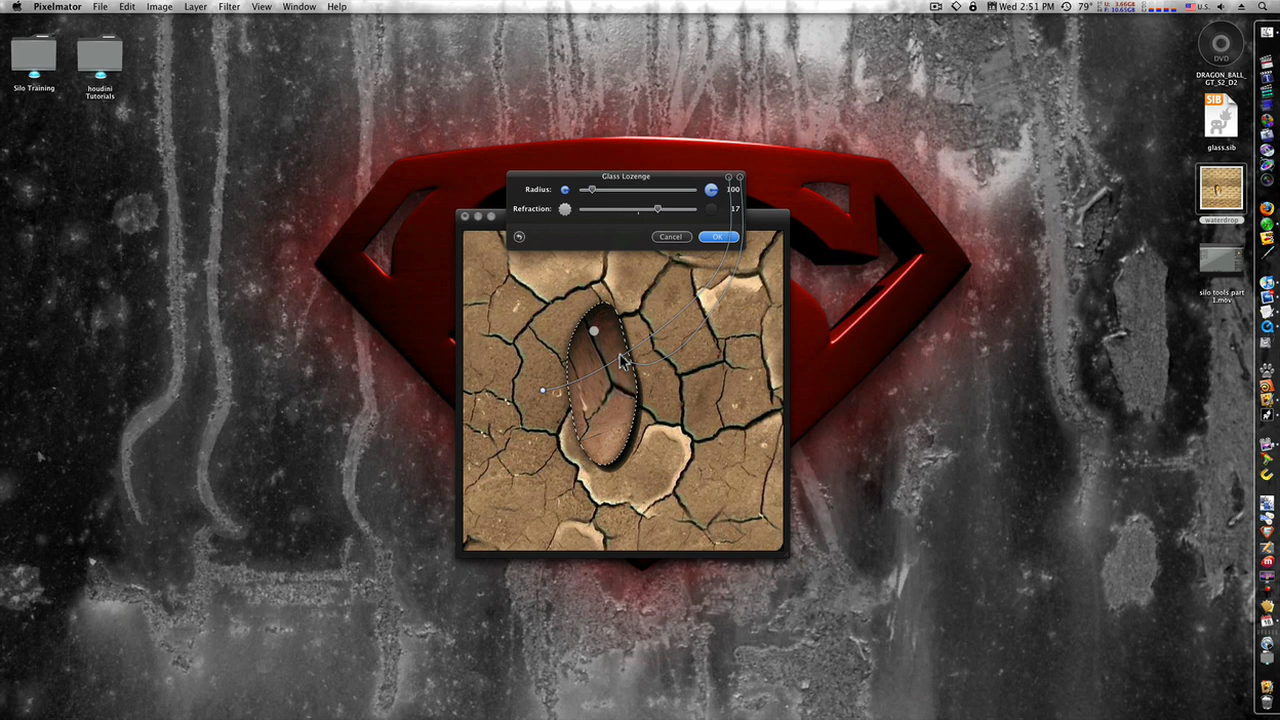 Pixelmator File Edit Image Layer Filter View Window Help Wed 2:51 PM 79° U.S.
Silo Training
houdini
Tutorials
DVD
DRAGON_BALL_
GT_S2_D2
SIB
glass.sib
waterdrop
silo tools part
1.mov
Glass Lozenge
Radius: 100
Refraction: 17
Cancel OK